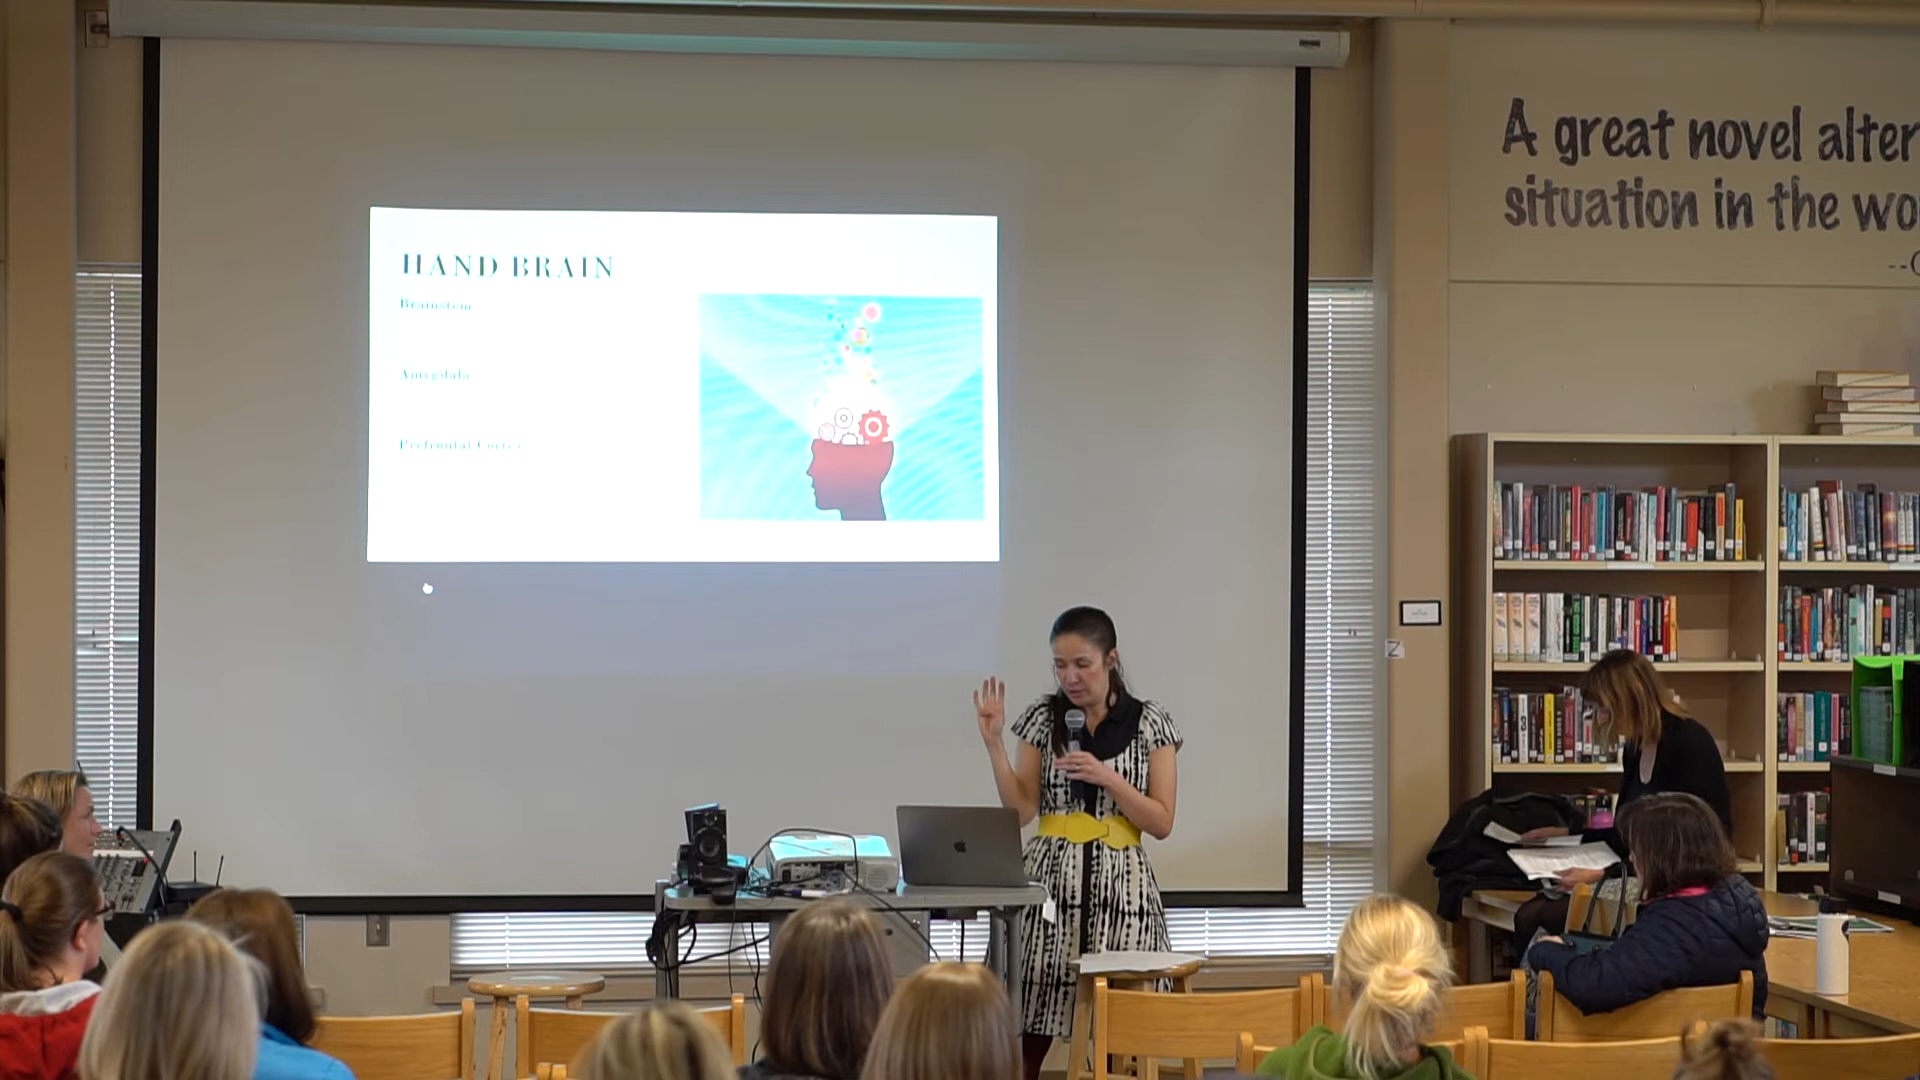 HAND BRAIN
Brainstem
Amygdala
Prefrontal Cortex
A great novel alter
situation in the wo
Z